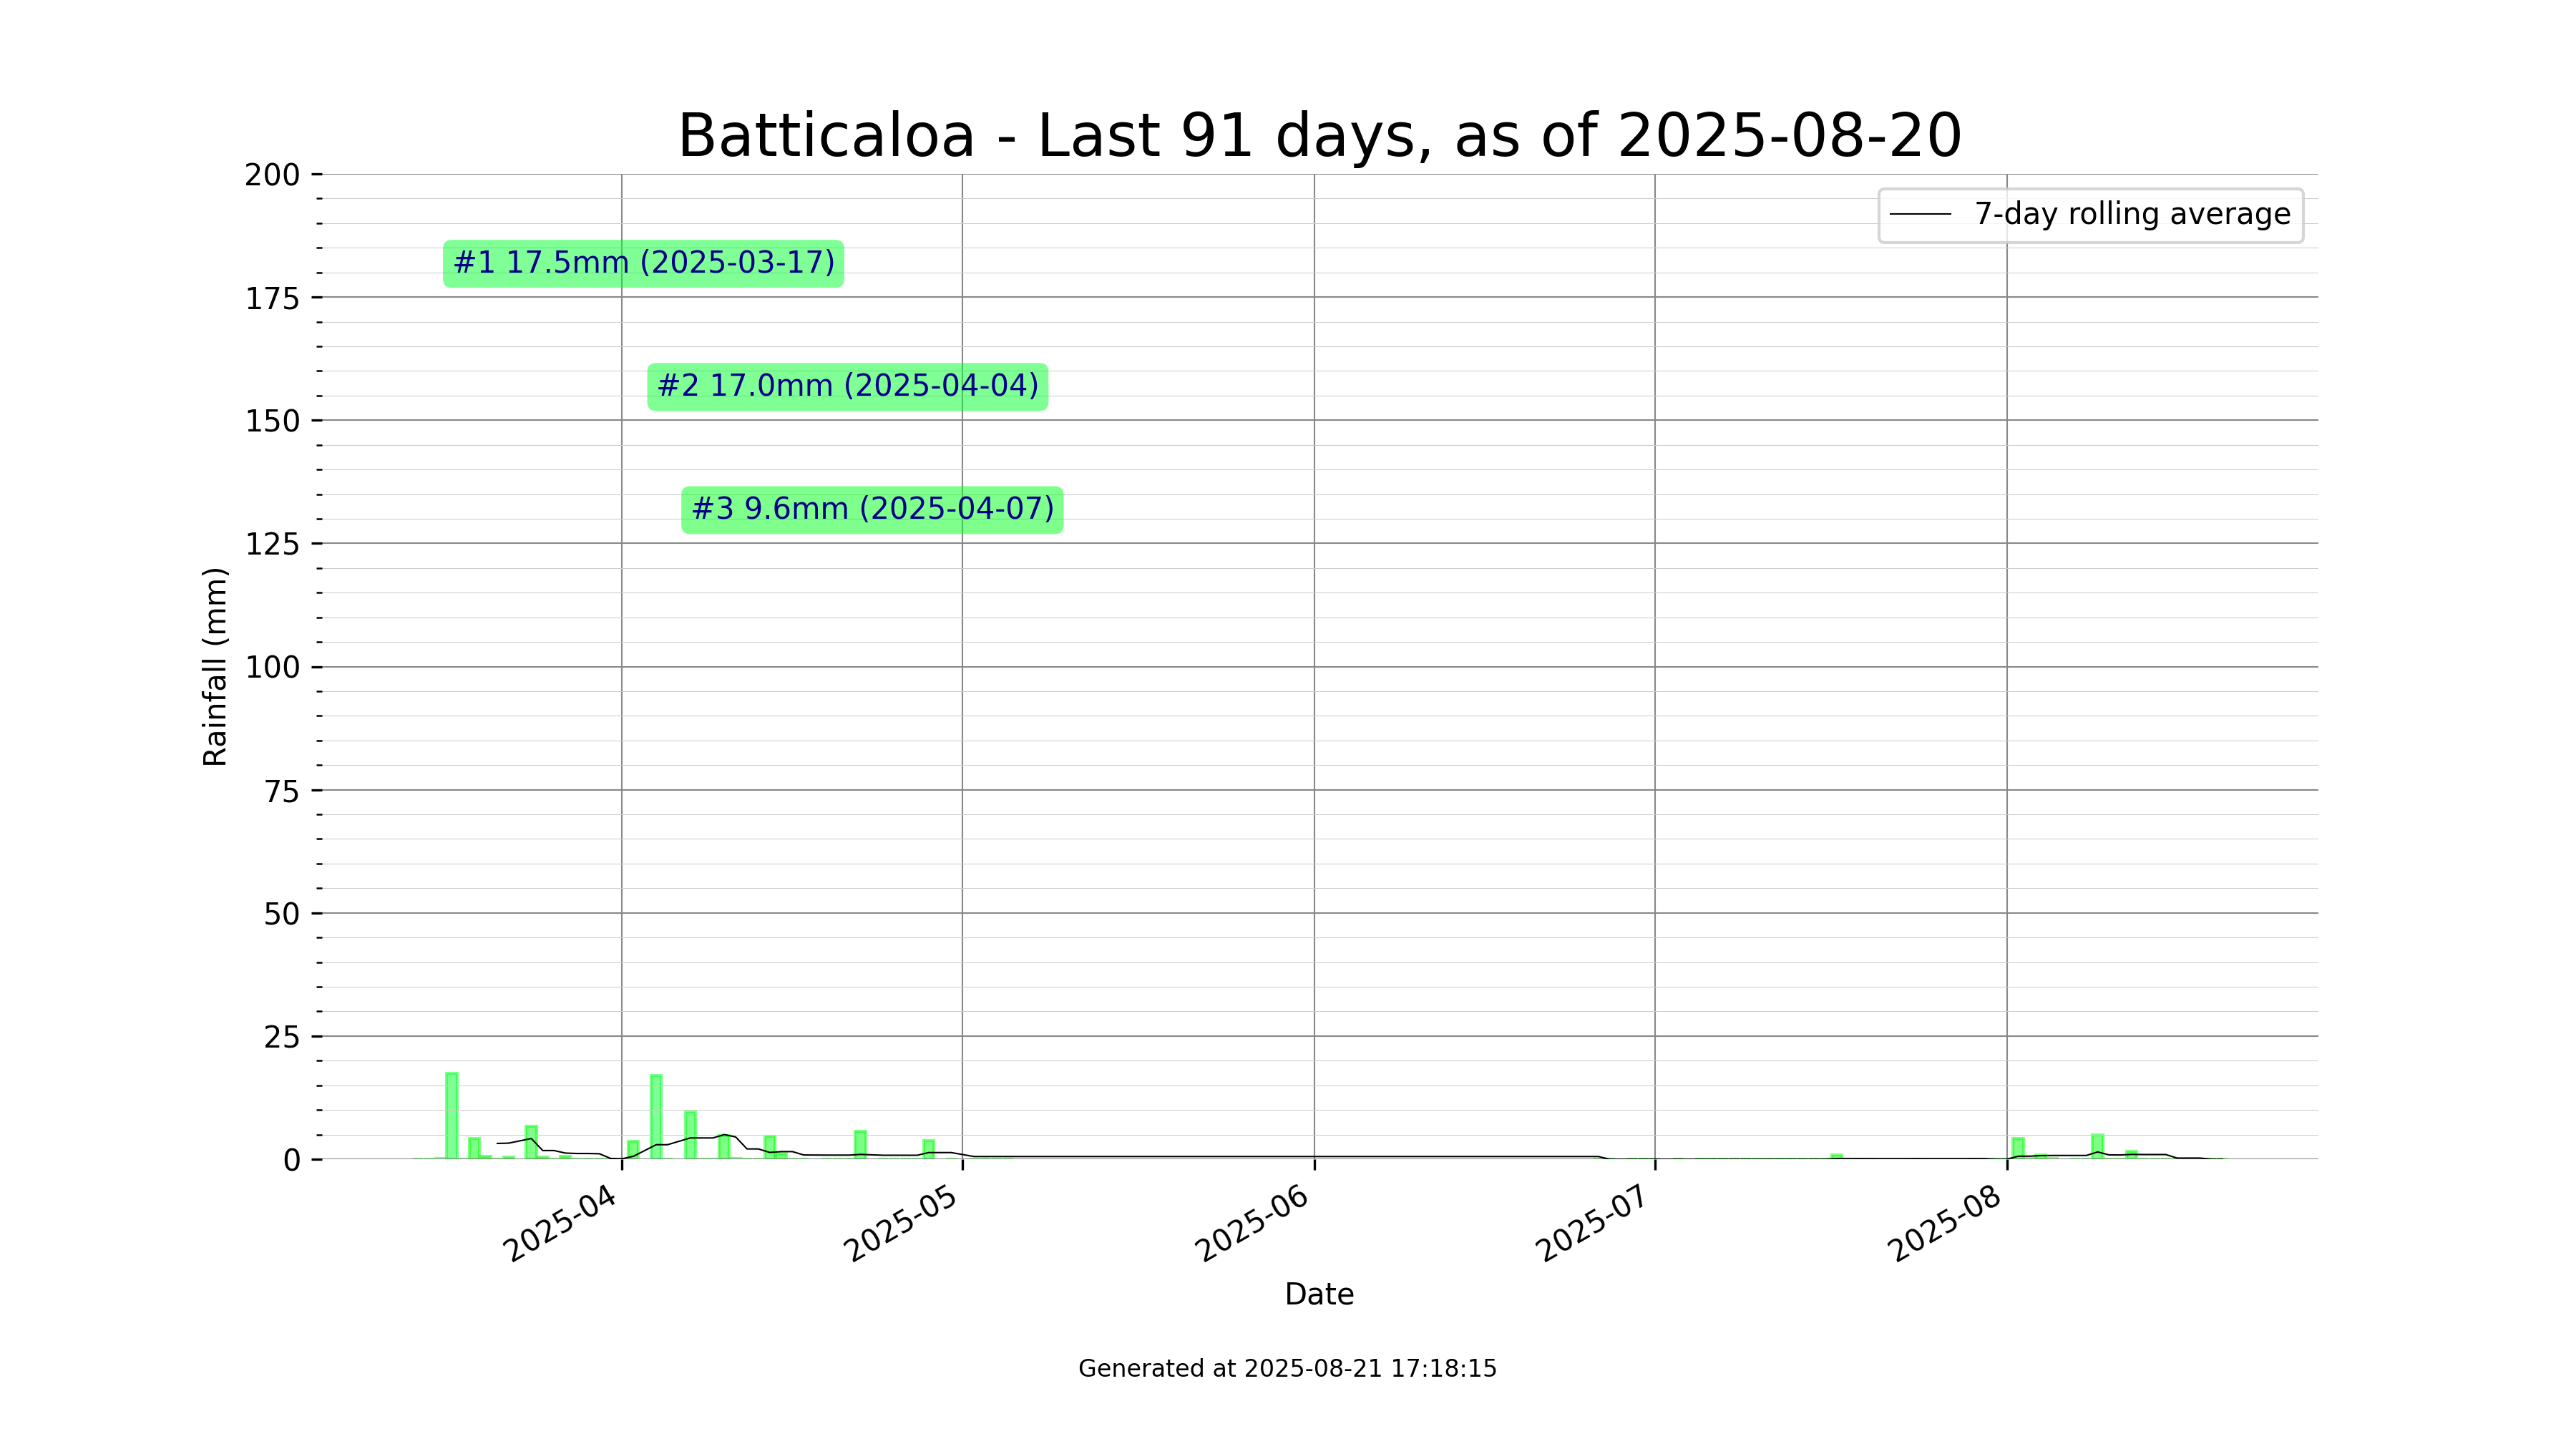 Batticaloa - Last 91 days, as of 2025-08-20
7-day rolling average
#1 17.5mm (2025-03-17)
#2 17.0mm (2025-04-04)
#3 9.6mm (2025-04-07)
Rainfall (mm)
200
175
150
125
100
75
50
25
0
2025-04
2025-05
2025-06
2025-07
2025-08
Date
Generated at 2025-08-21 17:18:15